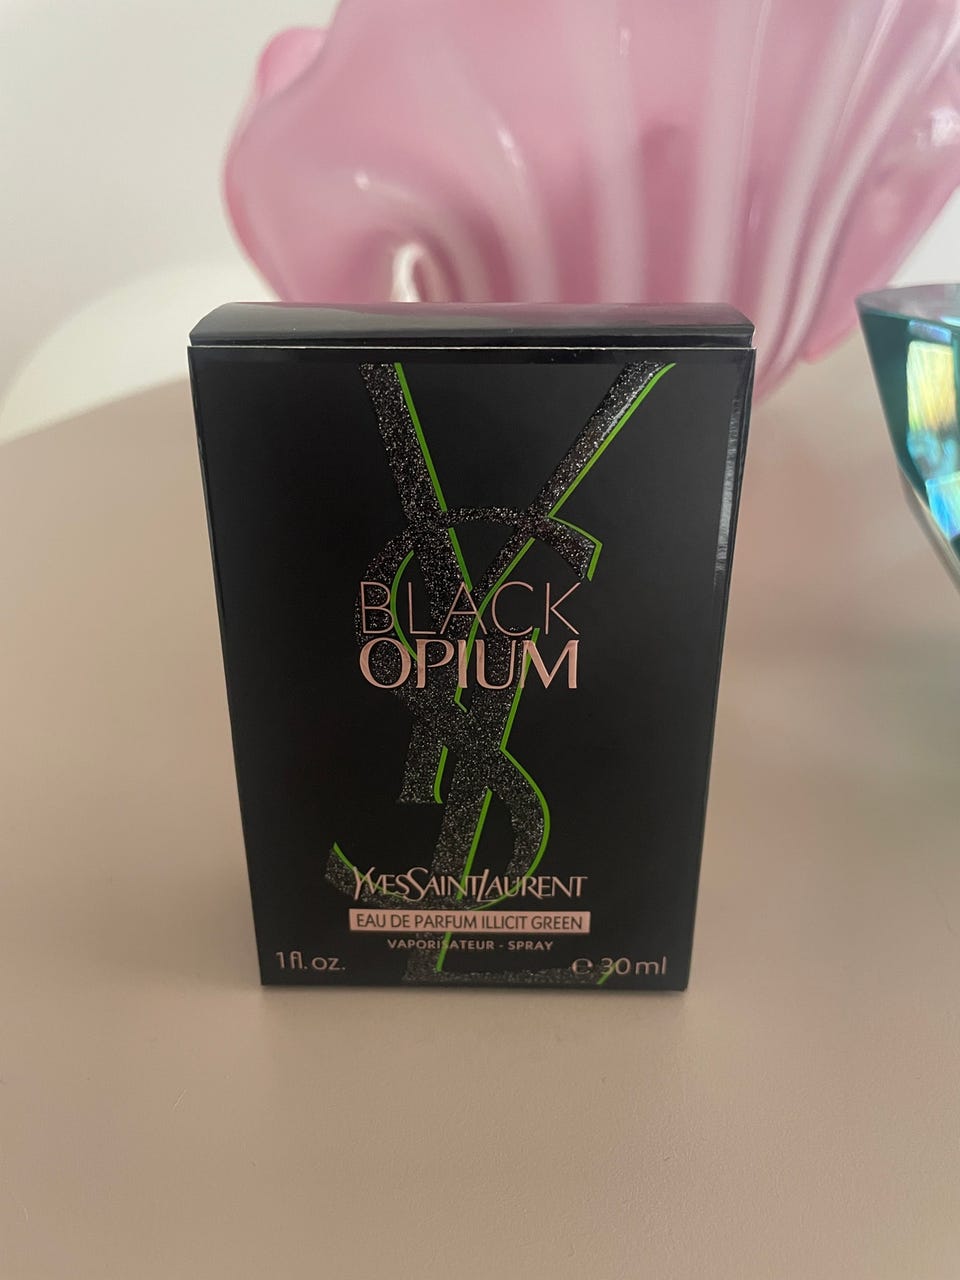 BLACK
OPIUM
YVESSAINTLAURENT
EAU DE PARFUM ILLICIT GREEN
VAPORISATEUR - SPRAY
1 fl. oz. ℮ 30 ml